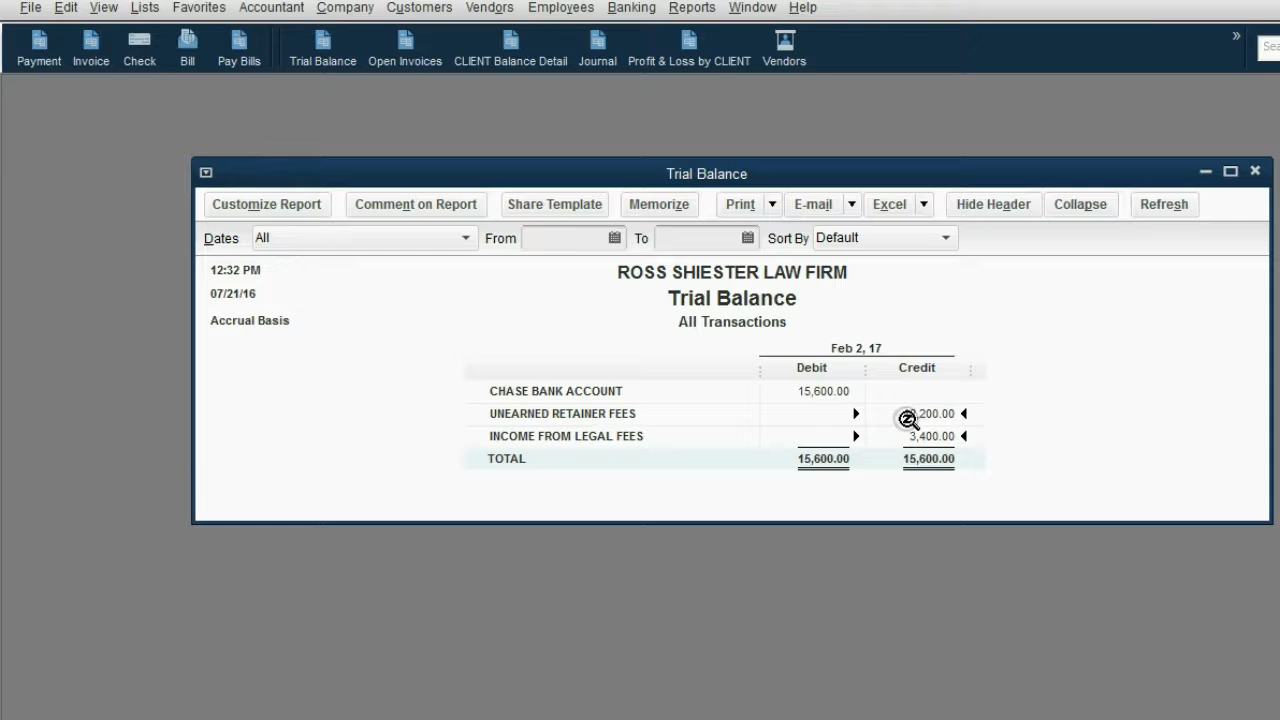 File Edit View Lists Favorites Accountant Company Customers Vendors Employees Banking Reports Window Help
Payment Invoice Check Bill Pay Bills Trial Balance Open Invoices CLIENT Balance Detail Journal Profit & Loss by CLIENT Vendors »
Trial Balance
Customize Report Comment on Report Share Template Memorize Print E-mail Excel Hide Header Collapse Refresh
Dates All From To Sort By Default
12:32 PM ROSS SHIESTER LAW FIRM
07/21/16 Trial Balance
Accrual Basis All Transactions
Feb 2, 17
Debit Credit
CHASE BANK ACCOUNT 15,600.00
UNEARNED RETAINER FEES
INCOME FROM LEGAL FEES 3,400.00
TOTAL 15,600.00 15,600.00